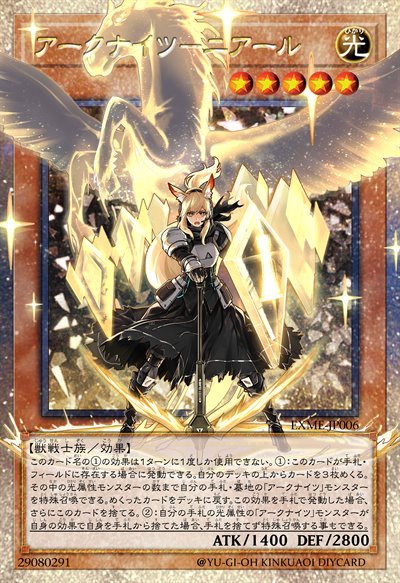 アークナイツーニアール
ひかり
光
EXMF-JP006
【獣戦士族／効果】
このカード名の①の効果は1ターンに1度しか使用できない。①：このカードが手札・
フィールドに存在する場合に発動できる。自分のデッキの上からカードを3枚めくる。
その中の光属性モンスターの数まで自分の手札・墓地の「アークナイツ」モンスター
を特殊召喚できる。めくったカードをデッキに戻す。この効果を手札で発動した場合、
さらにこのカードを捨てる。②：自分の手札の光属性の「アークナイツ」モンスターが
自身の効果で自身を手札から捨てた場合、手札を捨てず特殊召喚する事もできる。
ATK/1400 DEF/2800
29080291
@YU-GI-OH KINKUAOI DIYCARD